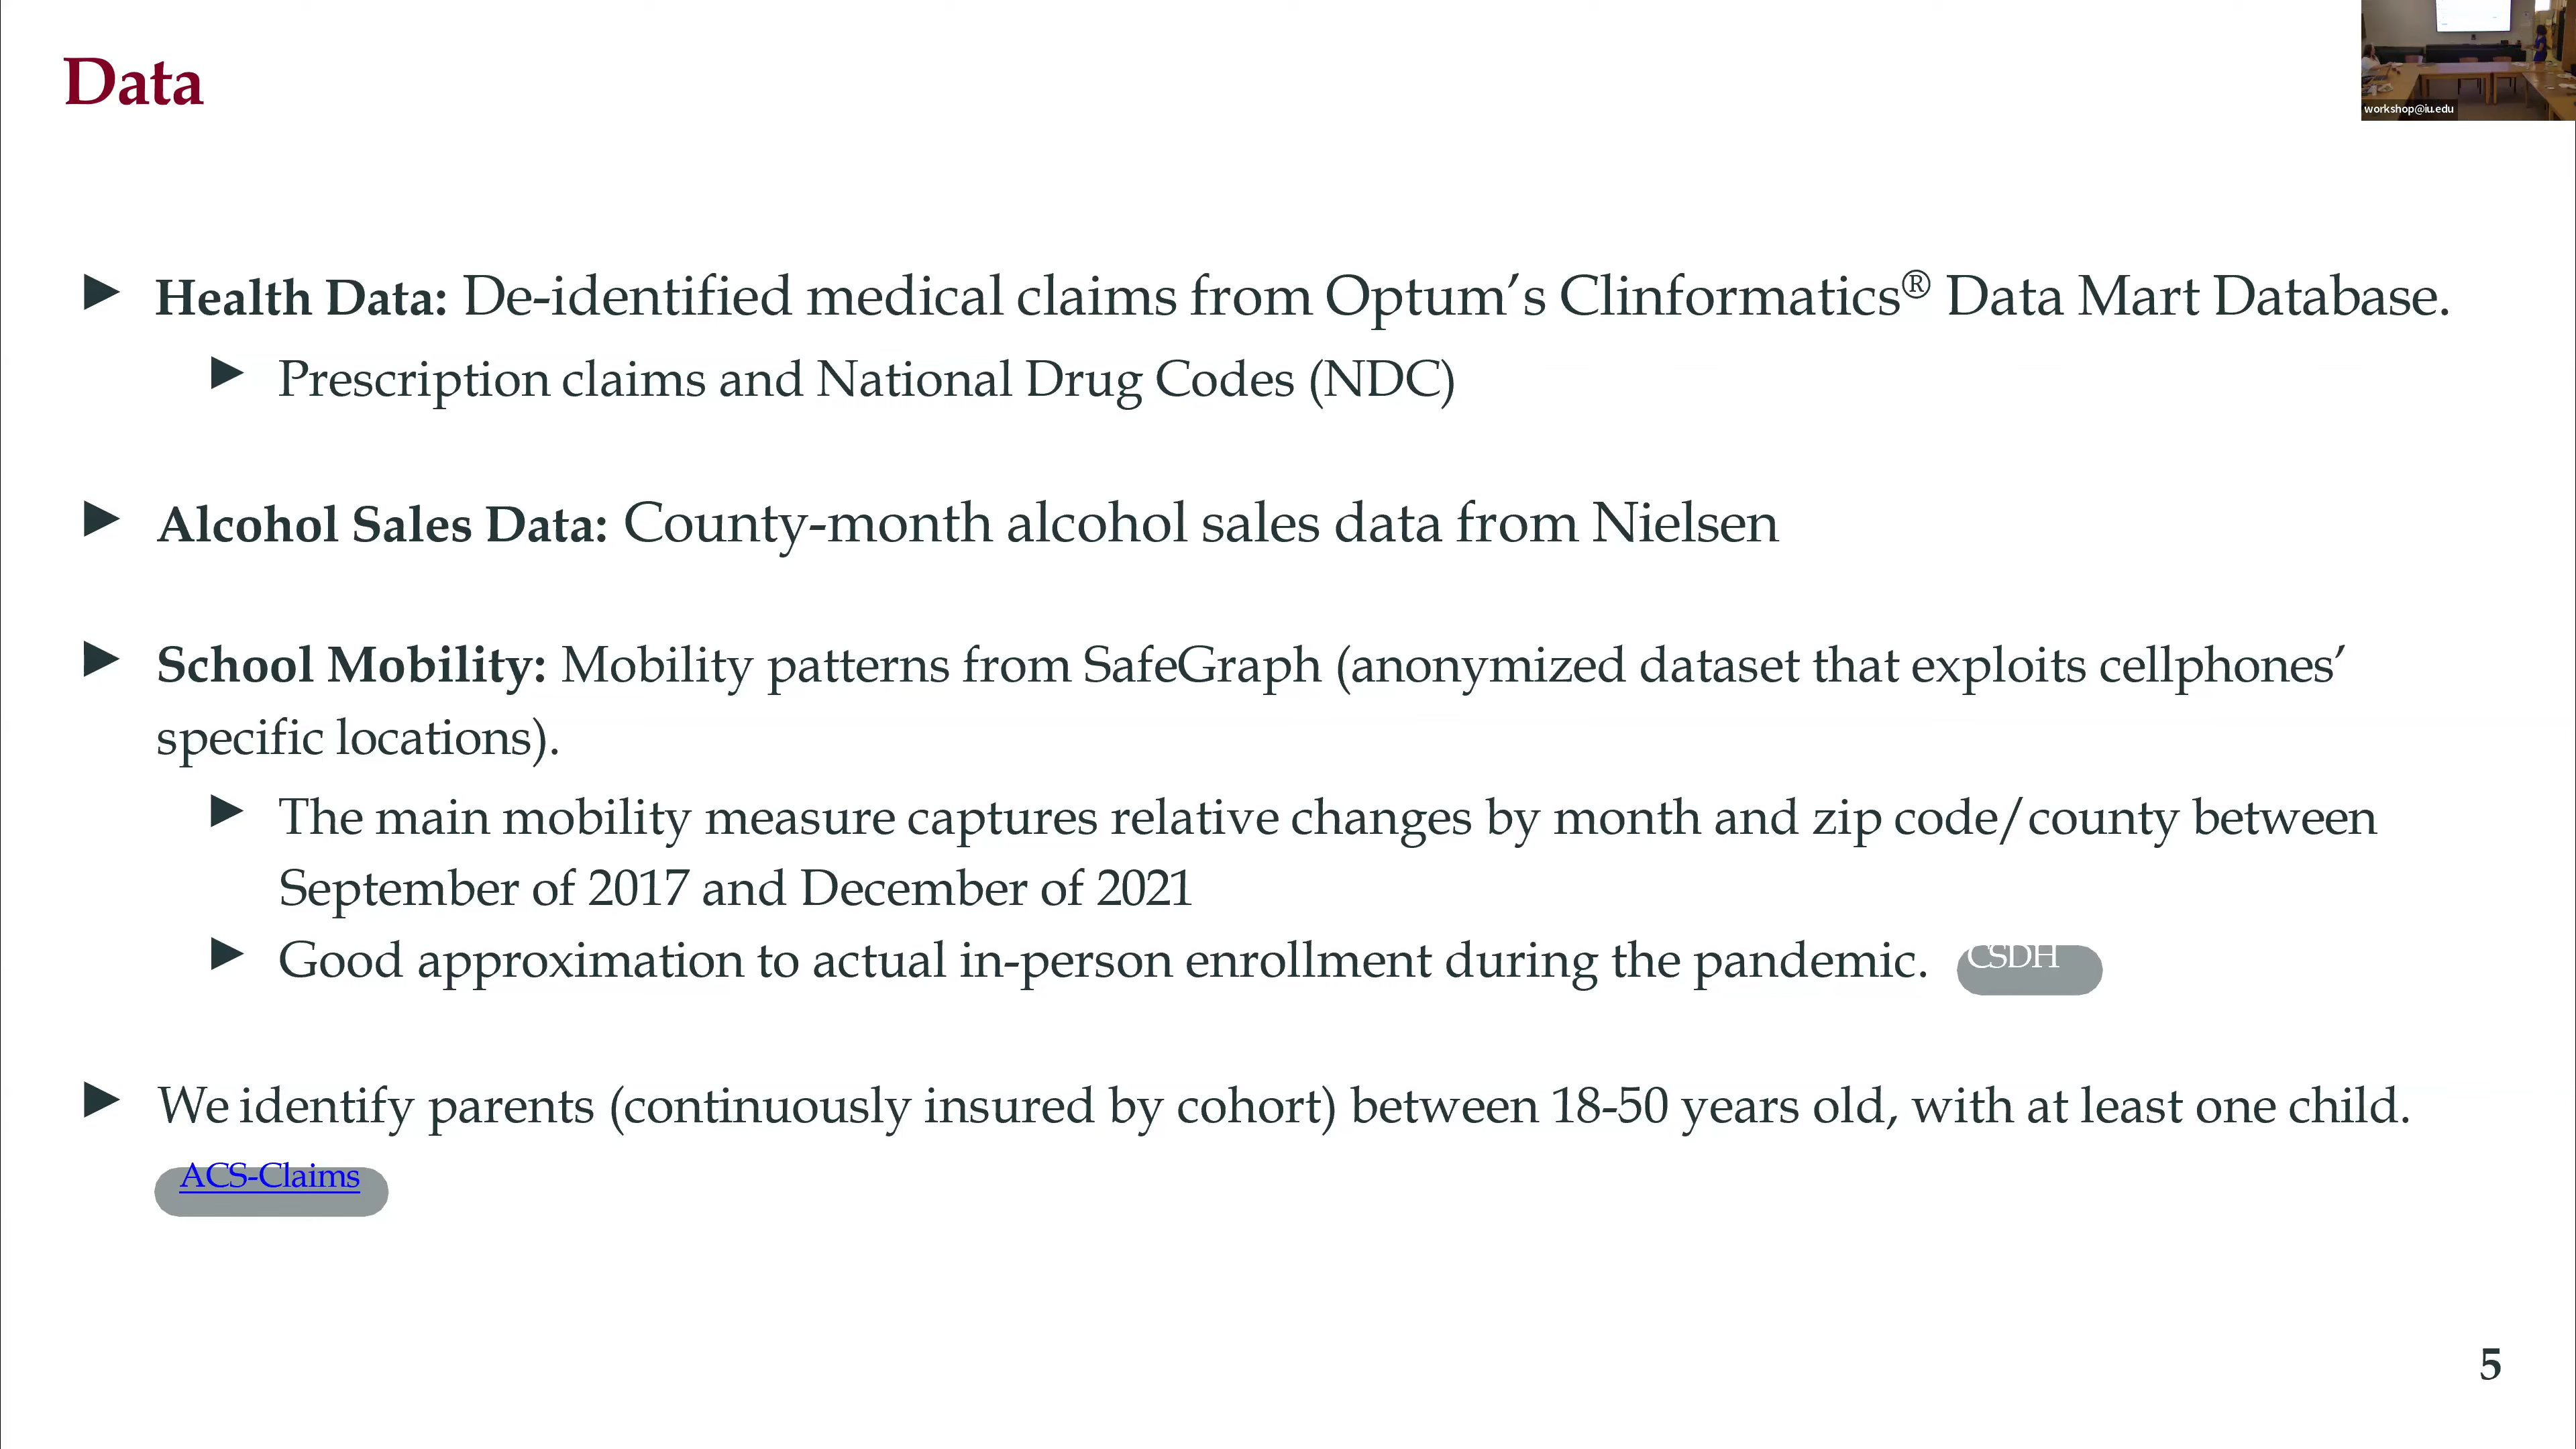 Data
workshop@iu.edu
▶ Health Data: De-identified medical claims from Optum’s Clinformatics® Data Mart Database.
▶ Prescription claims and National Drug Codes (NDC)
▶ Alcohol Sales Data: County-month alcohol sales data from Nielsen
▶ School Mobility: Mobility patterns from SafeGraph (anonymized dataset that exploits cellphones’
specific locations).
▶ The main mobility measure captures relative changes by month and zip code/county between
September of 2017 and December of 2021
▶ Good approximation to actual in-person enrollment during the pandemic. CSDH
▶ We identify parents (continuously insured by cohort) between 18-50 years old, with at least one child.
ACS-Claims
5